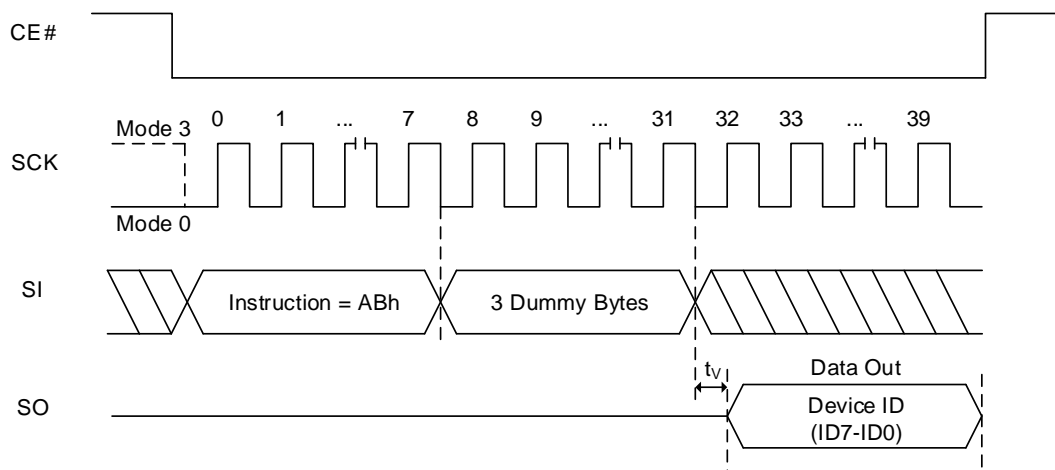 CE#
0 1 ... 7 8 9 ... 31 32 33 ... 39
Mode 3
SCK
Mode 0
SI
Instruction = ABh
3 Dummy Bytes
tV
Data Out
SO
Device ID
(ID7-ID0)